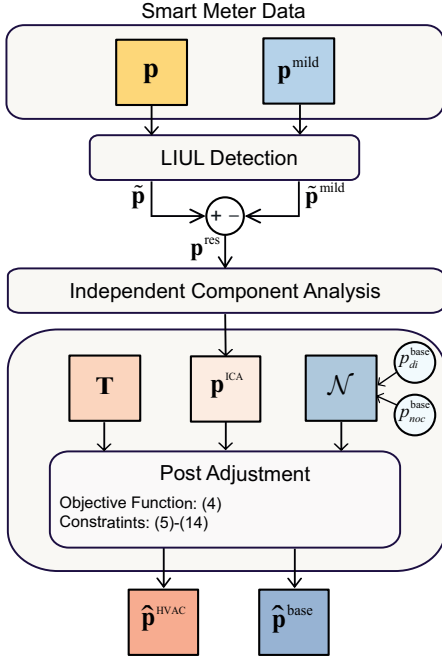 Smart Meter Data
p p^mild
LIUL Detection
p̃ p̃^mild
+ −
p^res
Independent Component Analysis
T p^ICA 𝒩 p_di^base
p_noc^base
Post Adjustment
Objective Function: (4)
Constratints: (5)-(14)
p̂^HVAC p̂^base